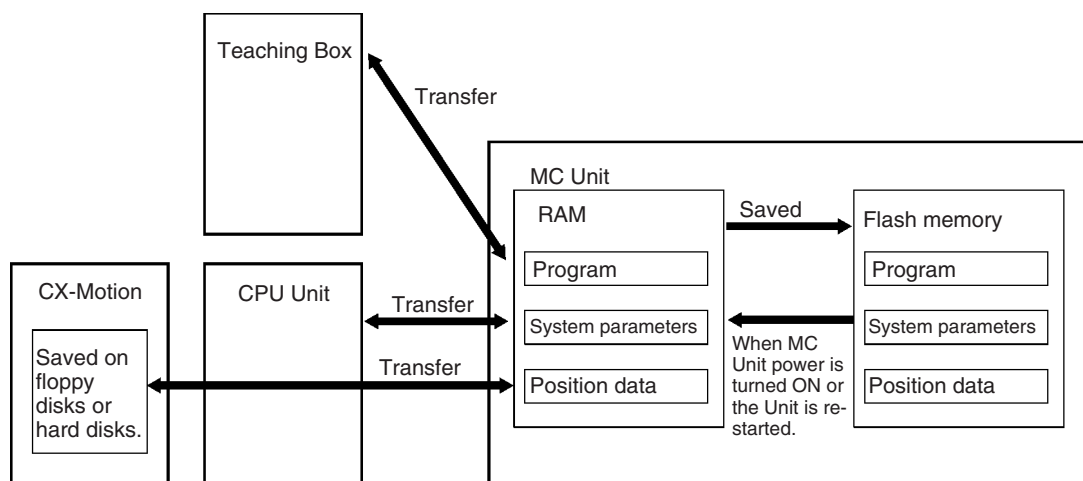 Teaching Box
Transfer
MC Unit
RAM
Saved
Flash memory
Program
Program
CX-Motion
CPU Unit
Transfer
System parameters
System parameters
Saved on
floppy
disks or
hard disks.
Transfer
When MC
Unit power is
turned ON or
the Unit is re-
started.
Position data
Position data